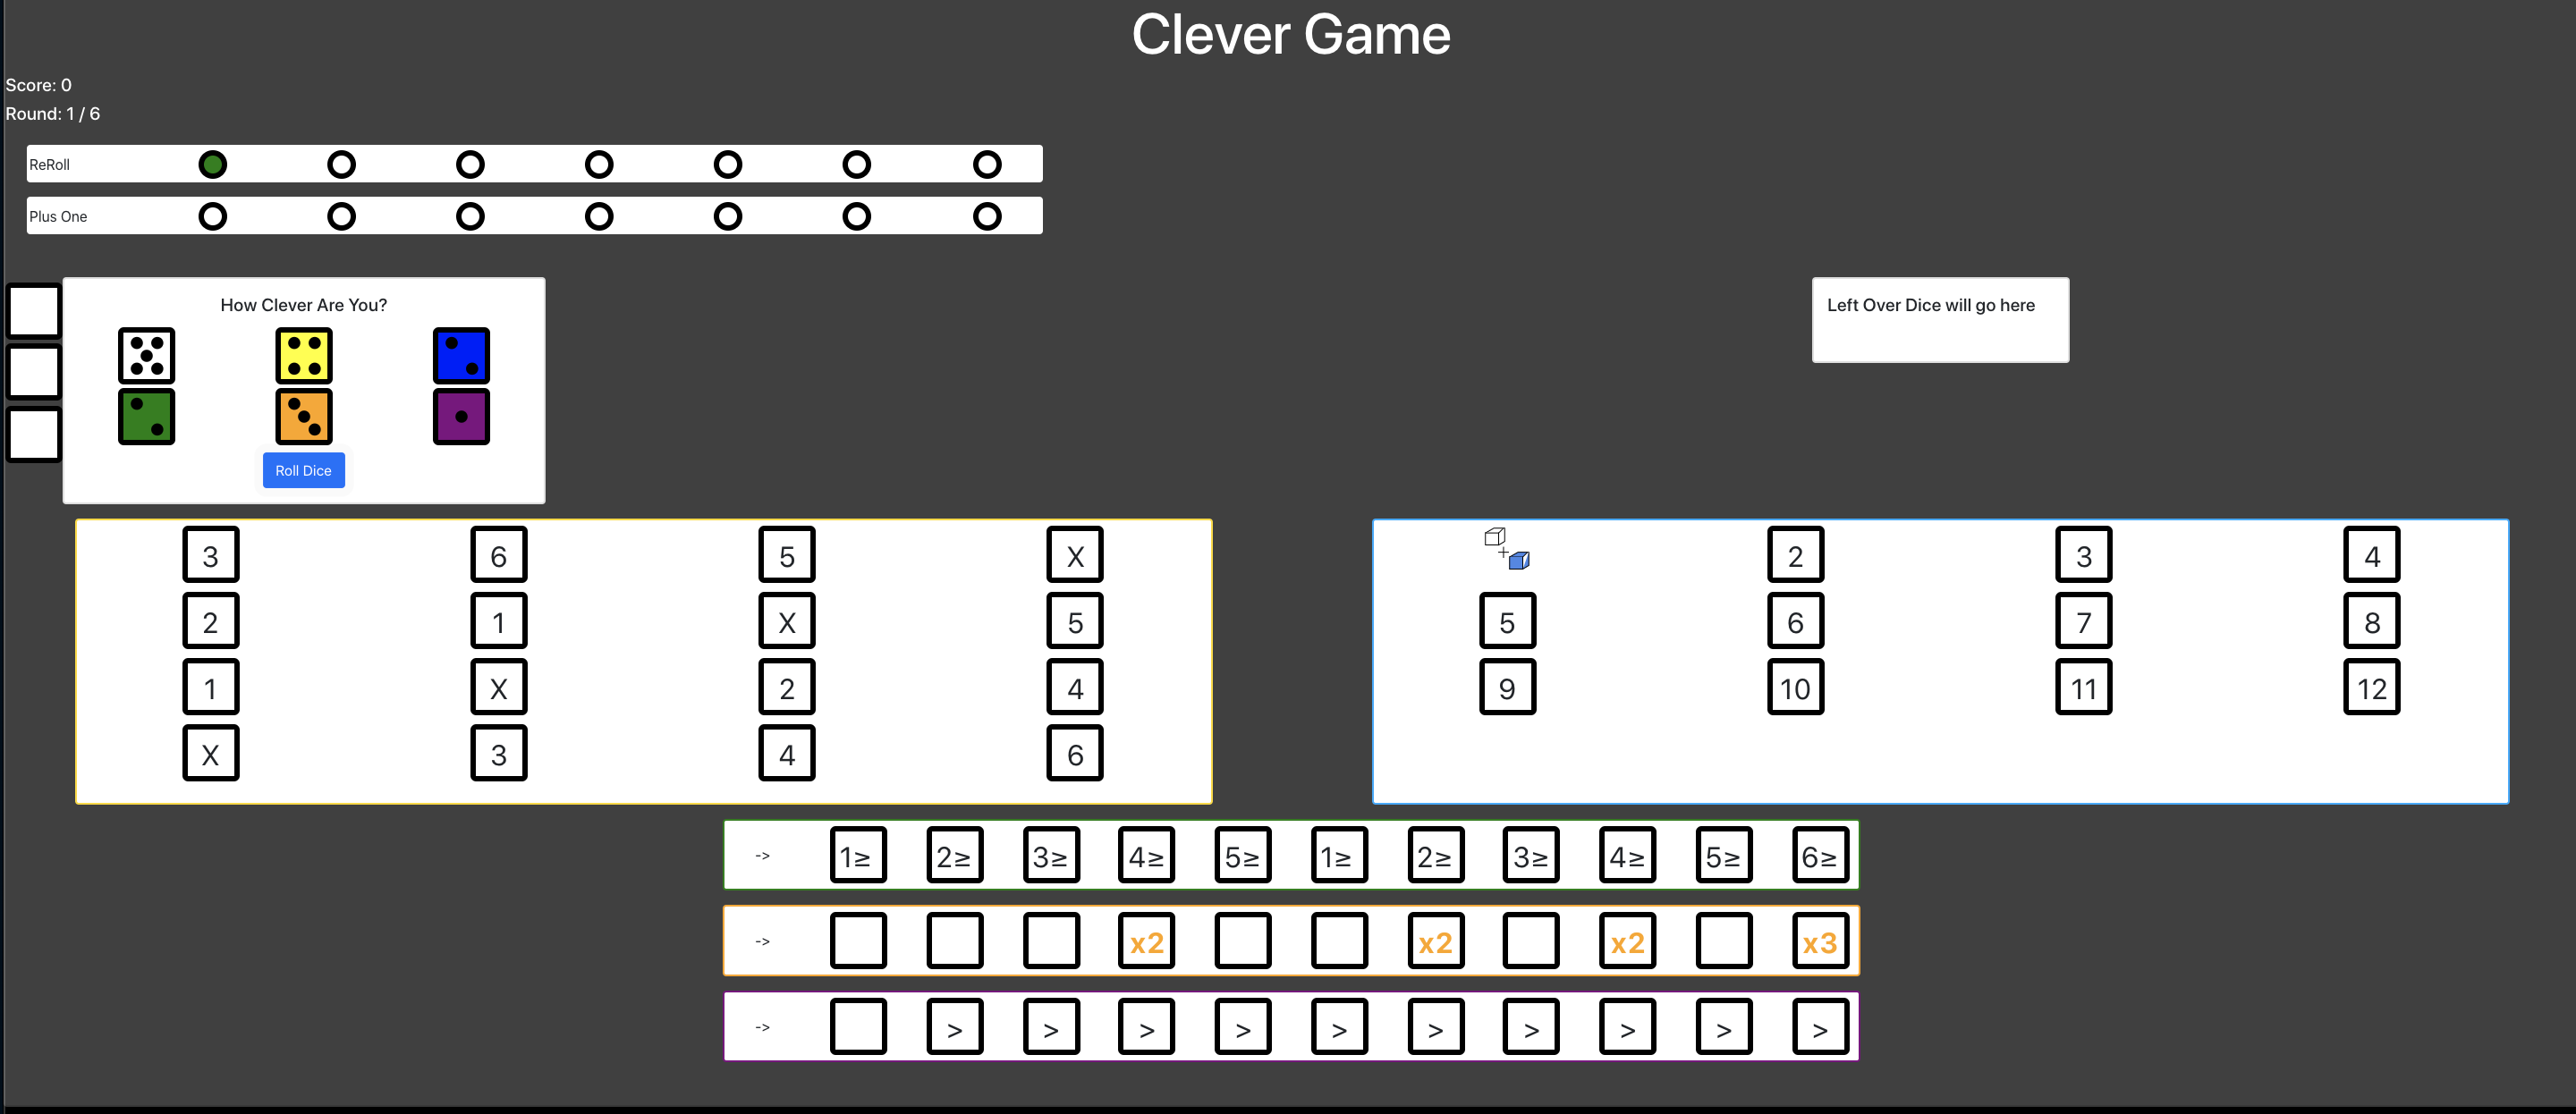 Clever Game
Score: 0
Round: 1 / 6
ReRoll
Plus One
How Clever Are You?
Left Over Dice will go here
Roll Dice
3 6 5 X
2 1 X 5
1 X 2 4
X 3 4 6
+ 2 3 4
5 6 7 8
9 10 11 12
-> 1≥ 2≥ 3≥ 4≥ 5≥ 1≥ 2≥ 3≥ 4≥ 5≥ 6≥
-> x2 x2 x2 x3
-> > > > > > > > > > >